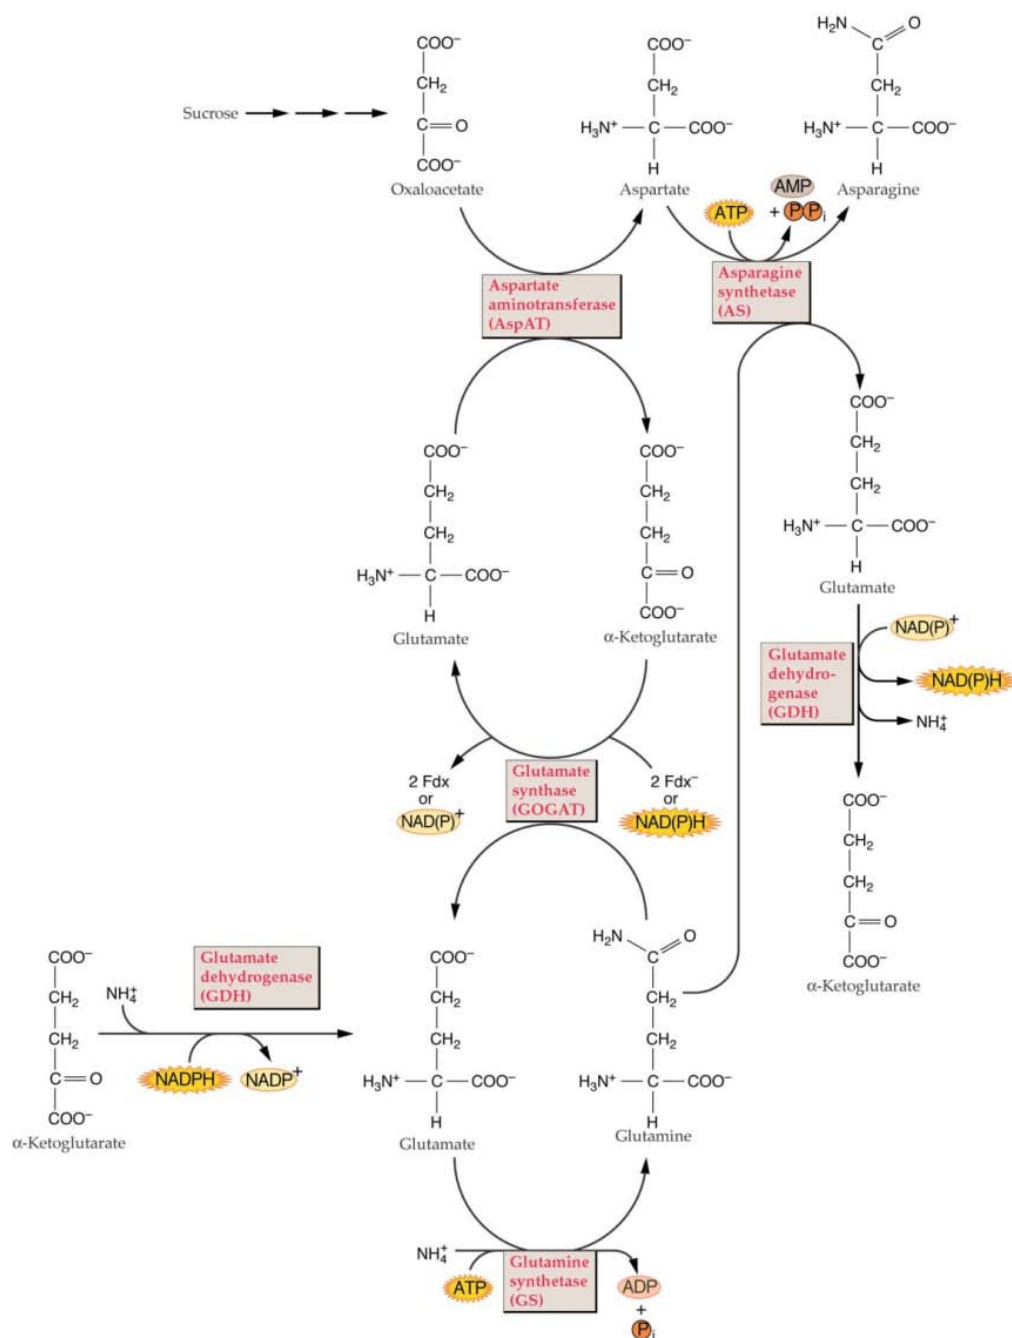 COO⁻
CH₂
C=O
COO⁻
Sucrose
Oxaloacetate
COO⁻
CH₂
H₃N⁺—C—COO⁻
H
Aspartate
H₂N
C
O
CH₂
H₃N⁺—C—COO⁻
H
Asparagine
ATP
AMP
+ PPi
Aspartate
aminotransferase
(AspAT)
Asparagine
synthetase
(AS)
COO⁻
CH₂
CH₂
H₃N⁺—C—COO⁻
H
Glutamate
COO⁻
CH₂
CH₂
C=O
COO⁻
α-Ketoglutarate
COO⁻
CH₂
CH₂
H₃N⁺—C—COO⁻
H
Glutamate
Glutamate
dehydro-
genase
(GDH)
NAD(P)⁺
NAD(P)H
NH₄⁺
2 Fdx
or
NAD(P)⁺
Glutamate
synthase
(GOGAT)
2 Fdx⁻
or
NAD(P)H
COO⁻
CH₂
CH₂
C=O
COO⁻
α-Ketoglutarate
COO⁻
CH₂
CH₂
C=O
COO⁻
α-Ketoglutarate
NH₄⁺
Glutamate
dehydrogenase
(GDH)
NADPH
NADP⁺
COO⁻
CH₂
CH₂
H₃N⁺—C—COO⁻
H
Glutamate
H₂N
O
C
CH₂
CH₂
H₃N⁺—C—COO⁻
H
Glutamine
NH₄⁺
ATP
Glutamine
synthetase
(GS)
ADP
+
Pi